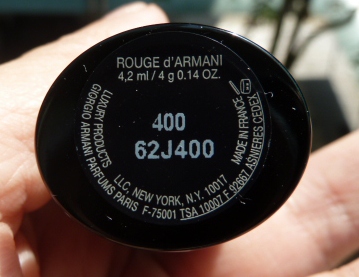 ROUGE d'ARMANI
4,2 ml / 4 g 0.14 OZ.
400
62J400
LUXURY PRODUCTS
LLC, NEW YORK, N.Y. 10017
MADE IN FRANCE
GIORGIO ARMANI PARFUMS PARIS F-75001 TSA 10007 F 92667 ASNIERES CEDEX